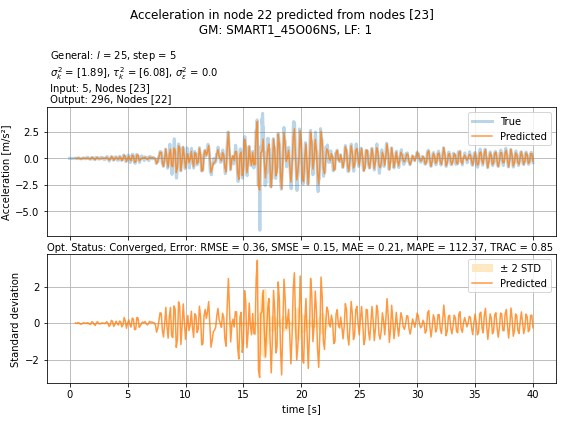 Acceleration in node 22 predicted from nodes [23]
GM: SMART1_45O06NS, LF: 1
General: l = 25, step = 5
σ²ₖ = [1.89], τ²ₖ = [6.08], σ²ε = 0.0
Input: 5, Nodes [23]
Output: 296, Nodes [22]
Acceleration [m/s²]
2.5
0.0
−2.5
−5.0
True
Predicted
Opt. Status: Converged, Error: RMSE = 0.36, SMSE = 0.15, MAE = 0.21, MAPE = 112.37, TRAC = 0.85
Standard deviation
2
0
−2
± 2 STD
Predicted
0 5 10 15 20 25 30 35 40
time [s]